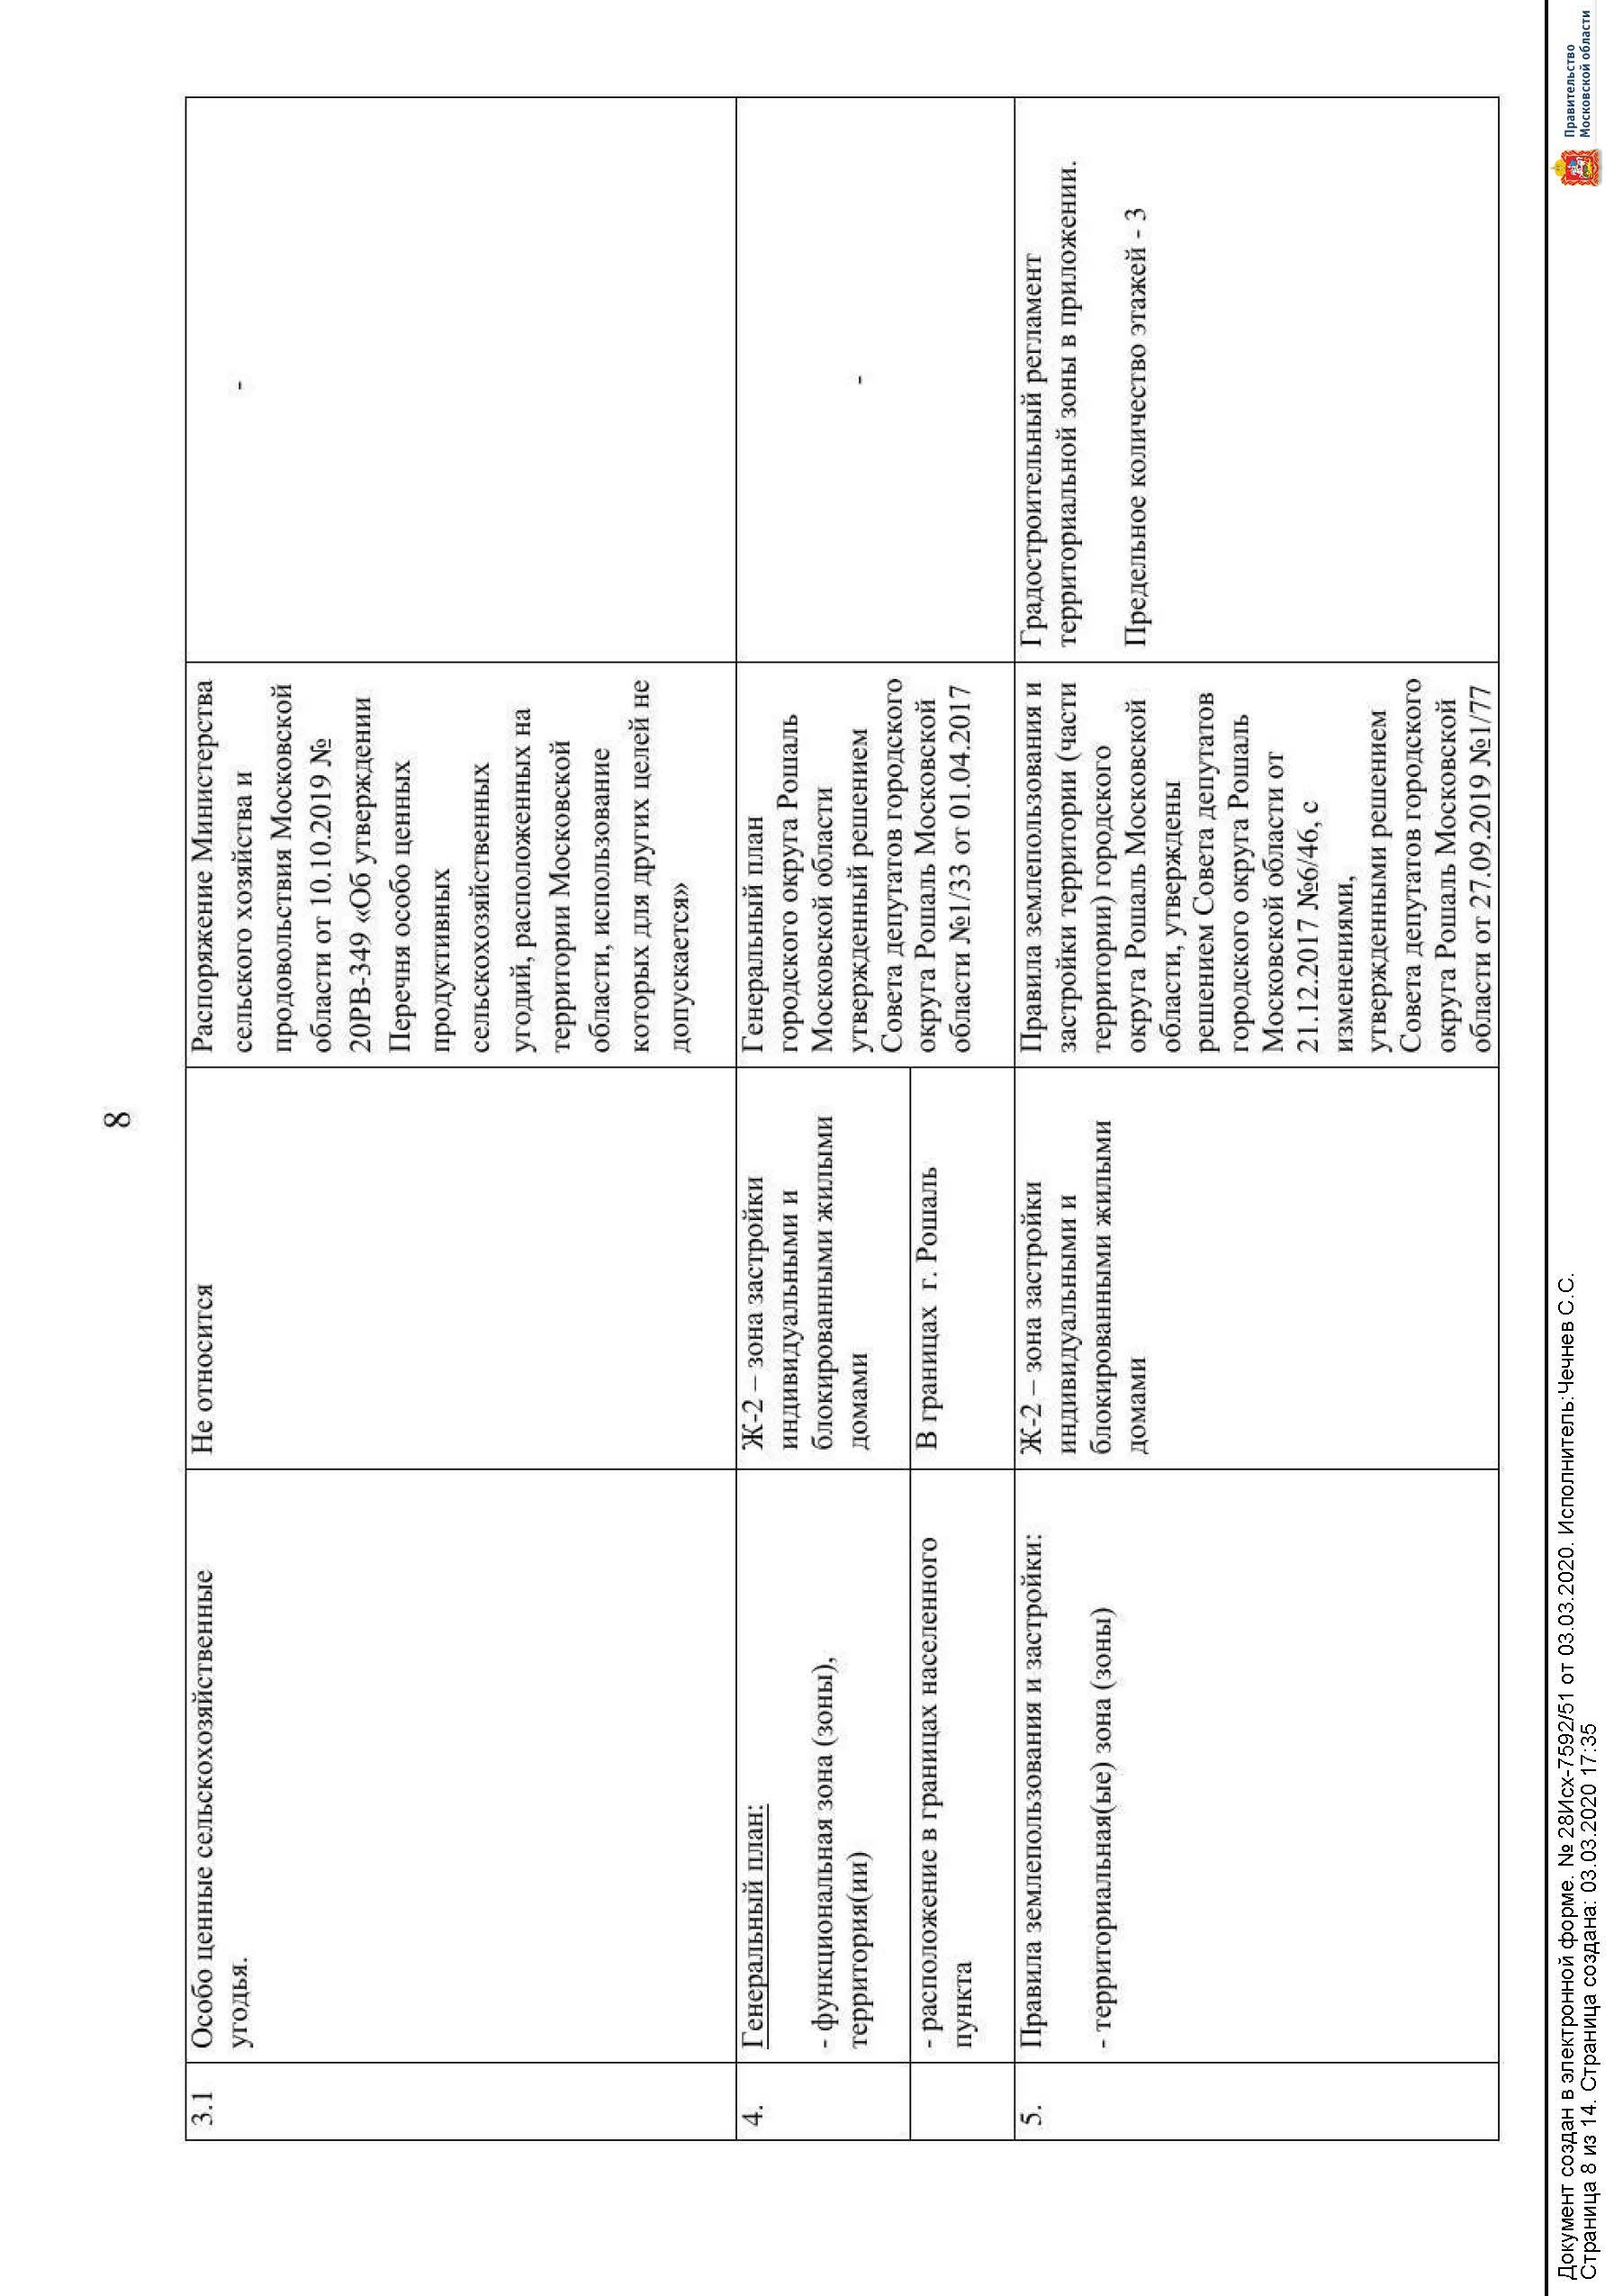 8
3.1
Особо ценные сельскохозяйственные
угодья.
Не относится
Распоряжение Министерства
сельского хозяйства и
продовольствия Московской
области от 10.10.2019 №
20РВ-349 «Об утверждении
Перечня особо ценных
продуктивных
сельскохозяйственных
угодий, расположенных на
территории Московской
области, использование
которых для других целей не
допускается»
-
4.
Генеральный план:
- функциональная зона (зоны),
территория(ии)
Ж-2 – зона застройки
индивидуальными и
блокированными жилыми
домами
Генеральный план
городского округа Рошаль
Московской области
утвержденный решением
Совета депутатов городского
округа Рошаль Московской
области №1/33 от 01.04.2017
-
- расположение в границах населенного
пункта
В границах г. Рошаль
5.
Правила землепользования и застройки:
- территориальная(ые) зона (зоны)
Ж-2 – зона застройки
индивидуальными и
блокированными жилыми
домами
Правила землепользования и
застройки территории (части
территории) городского
округа Рошаль Московской
области, утверждены
решением Совета депутатов
городского округа Рошаль
Московской области от
21.12.2017 №6/46, с
изменениями,
утвержденными решением
Совета депутатов городского
округа Рошаль Московской
области от 27.09.2019 №1/77
Градостроительный регламент
территориальной зоны в приложении.
Предельное количество этажей - 3
Документ создан в электронной форме. № 28Исх-7592/51 от 03.03.2020. Исполнитель:Чечнев С.С.
Страница 8 из 14. Страница создана: 03.03.2020 17:35
Правительство
Московской области